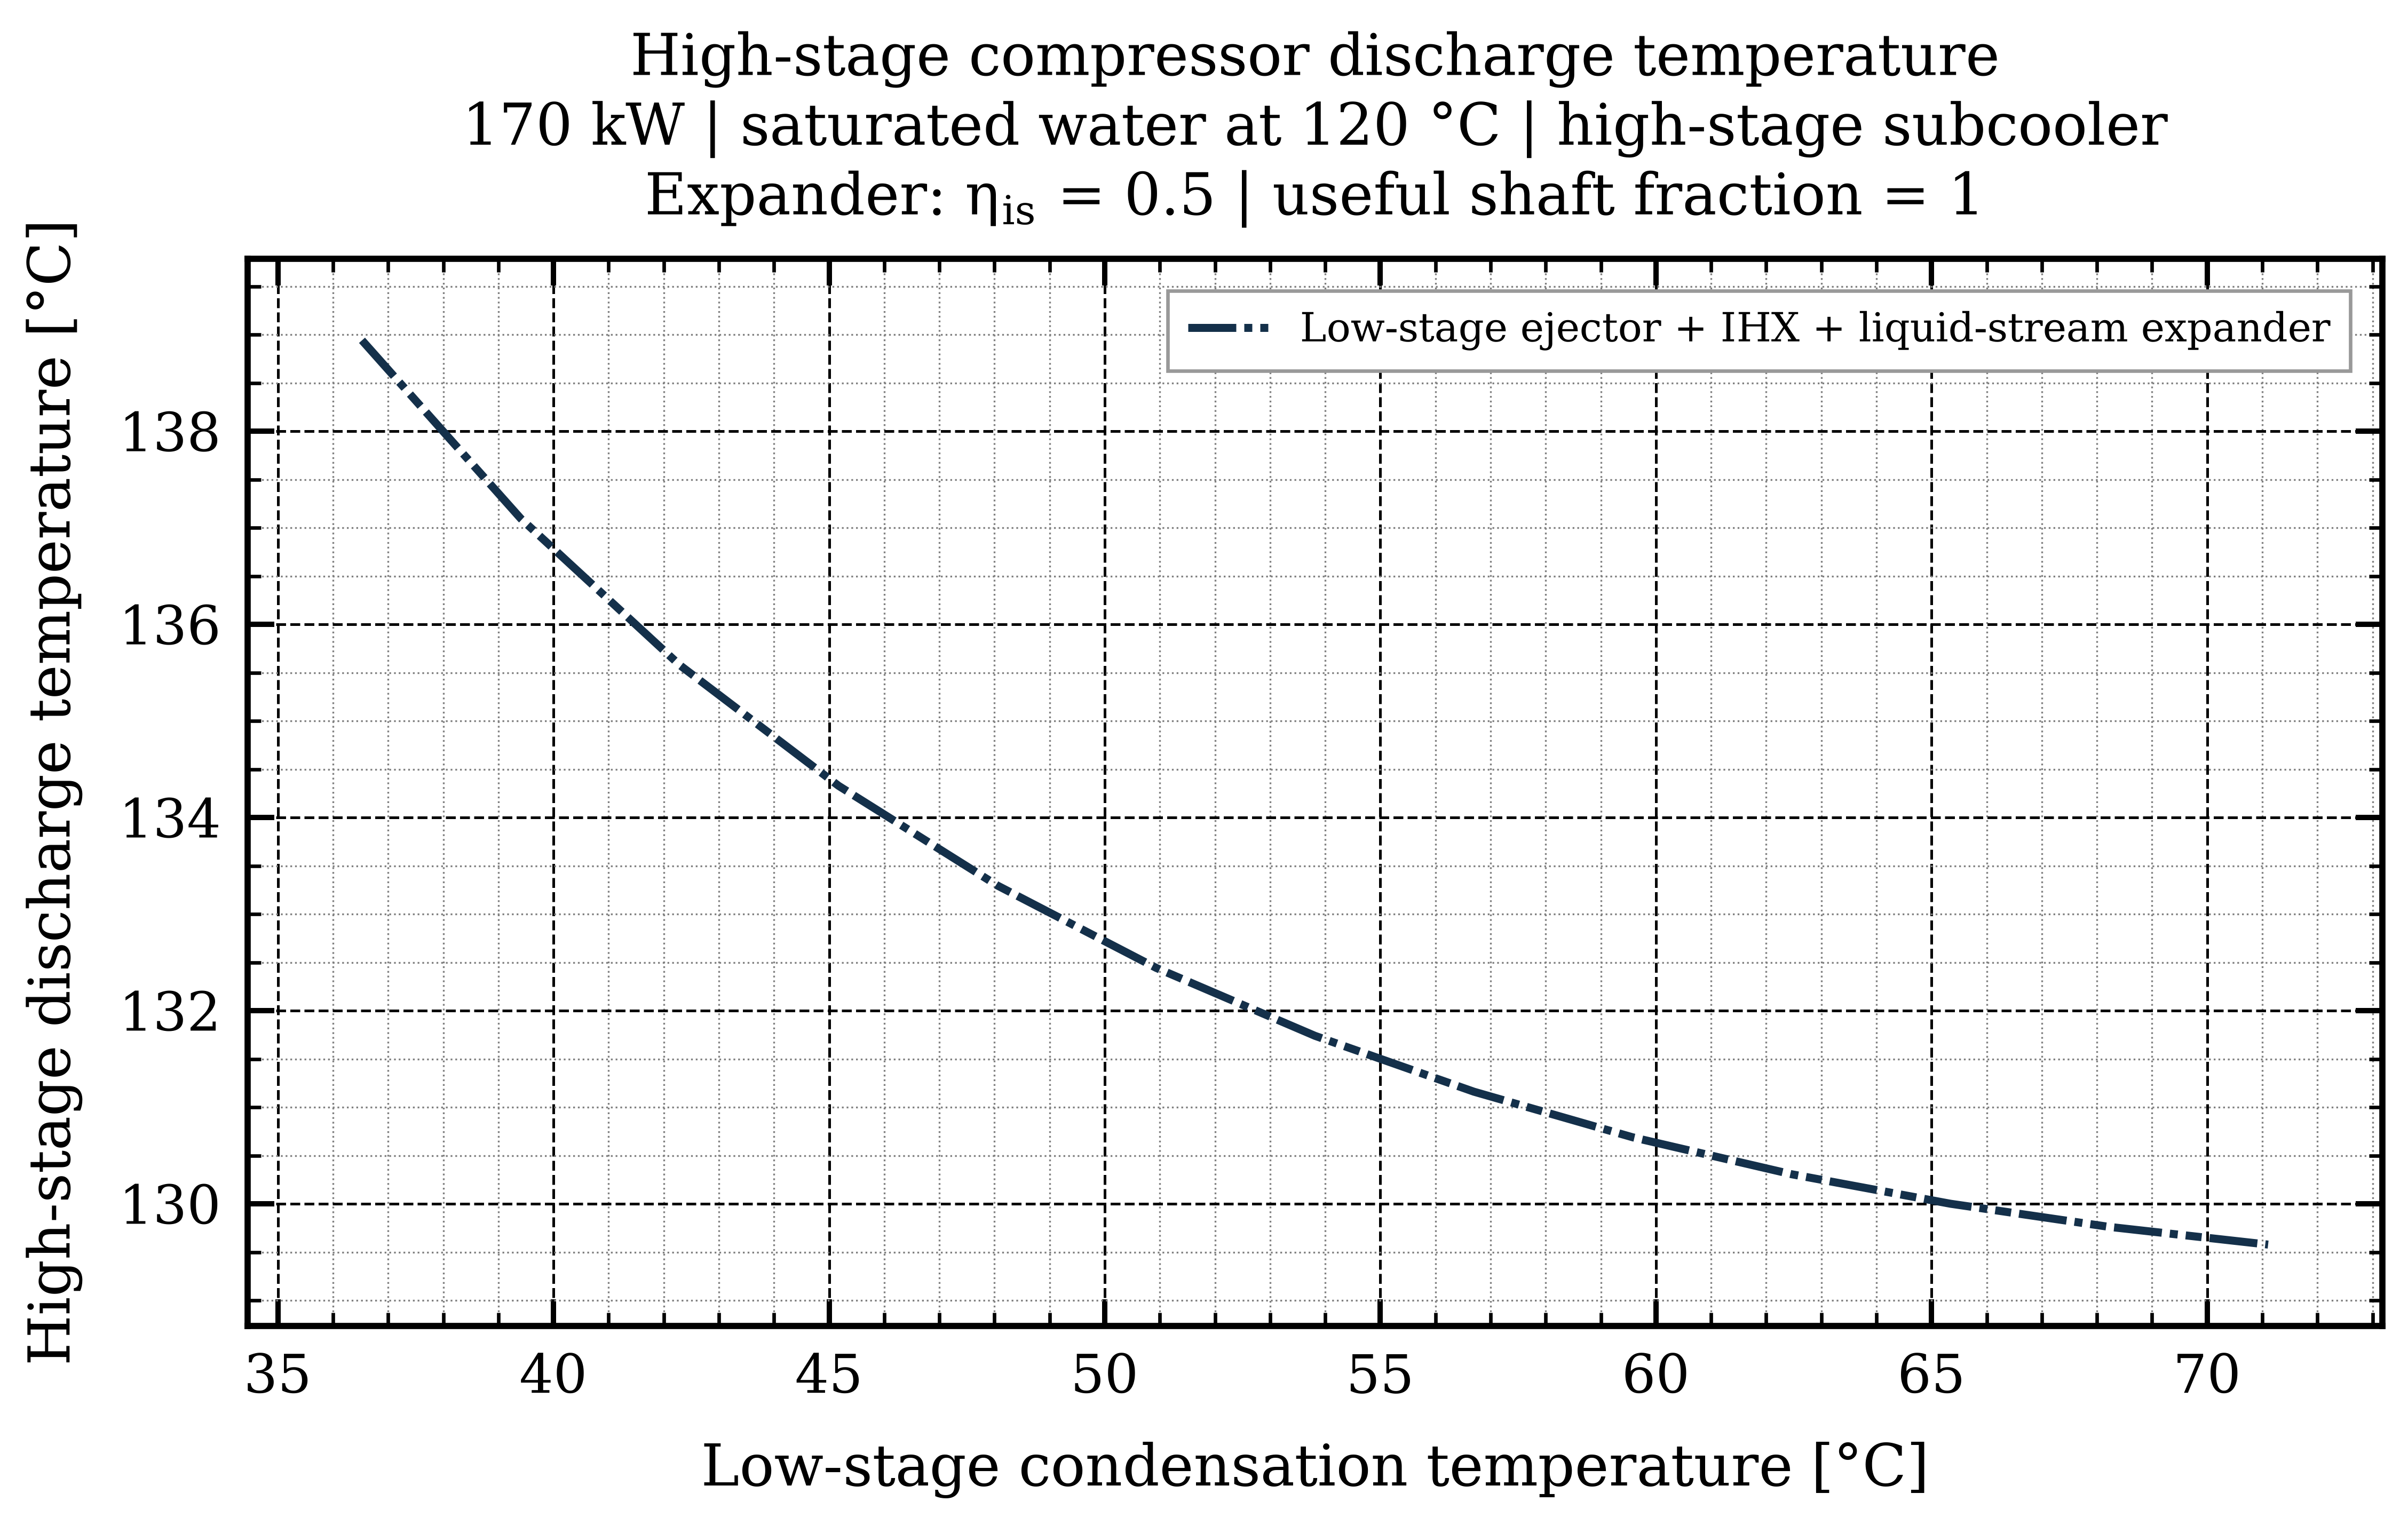 High-stage compressor discharge temperature
170 kW | saturated water at 120 °C | high-stage subcooler
Expander: ηis = 0.5 | useful shaft fraction = 1
High-stage discharge temperature [°C]
Low-stage ejector + IHX + liquid-stream expander
138
136
134
132
130
35 40 45 50 55 60 65 70
Low-stage condensation temperature [°C]